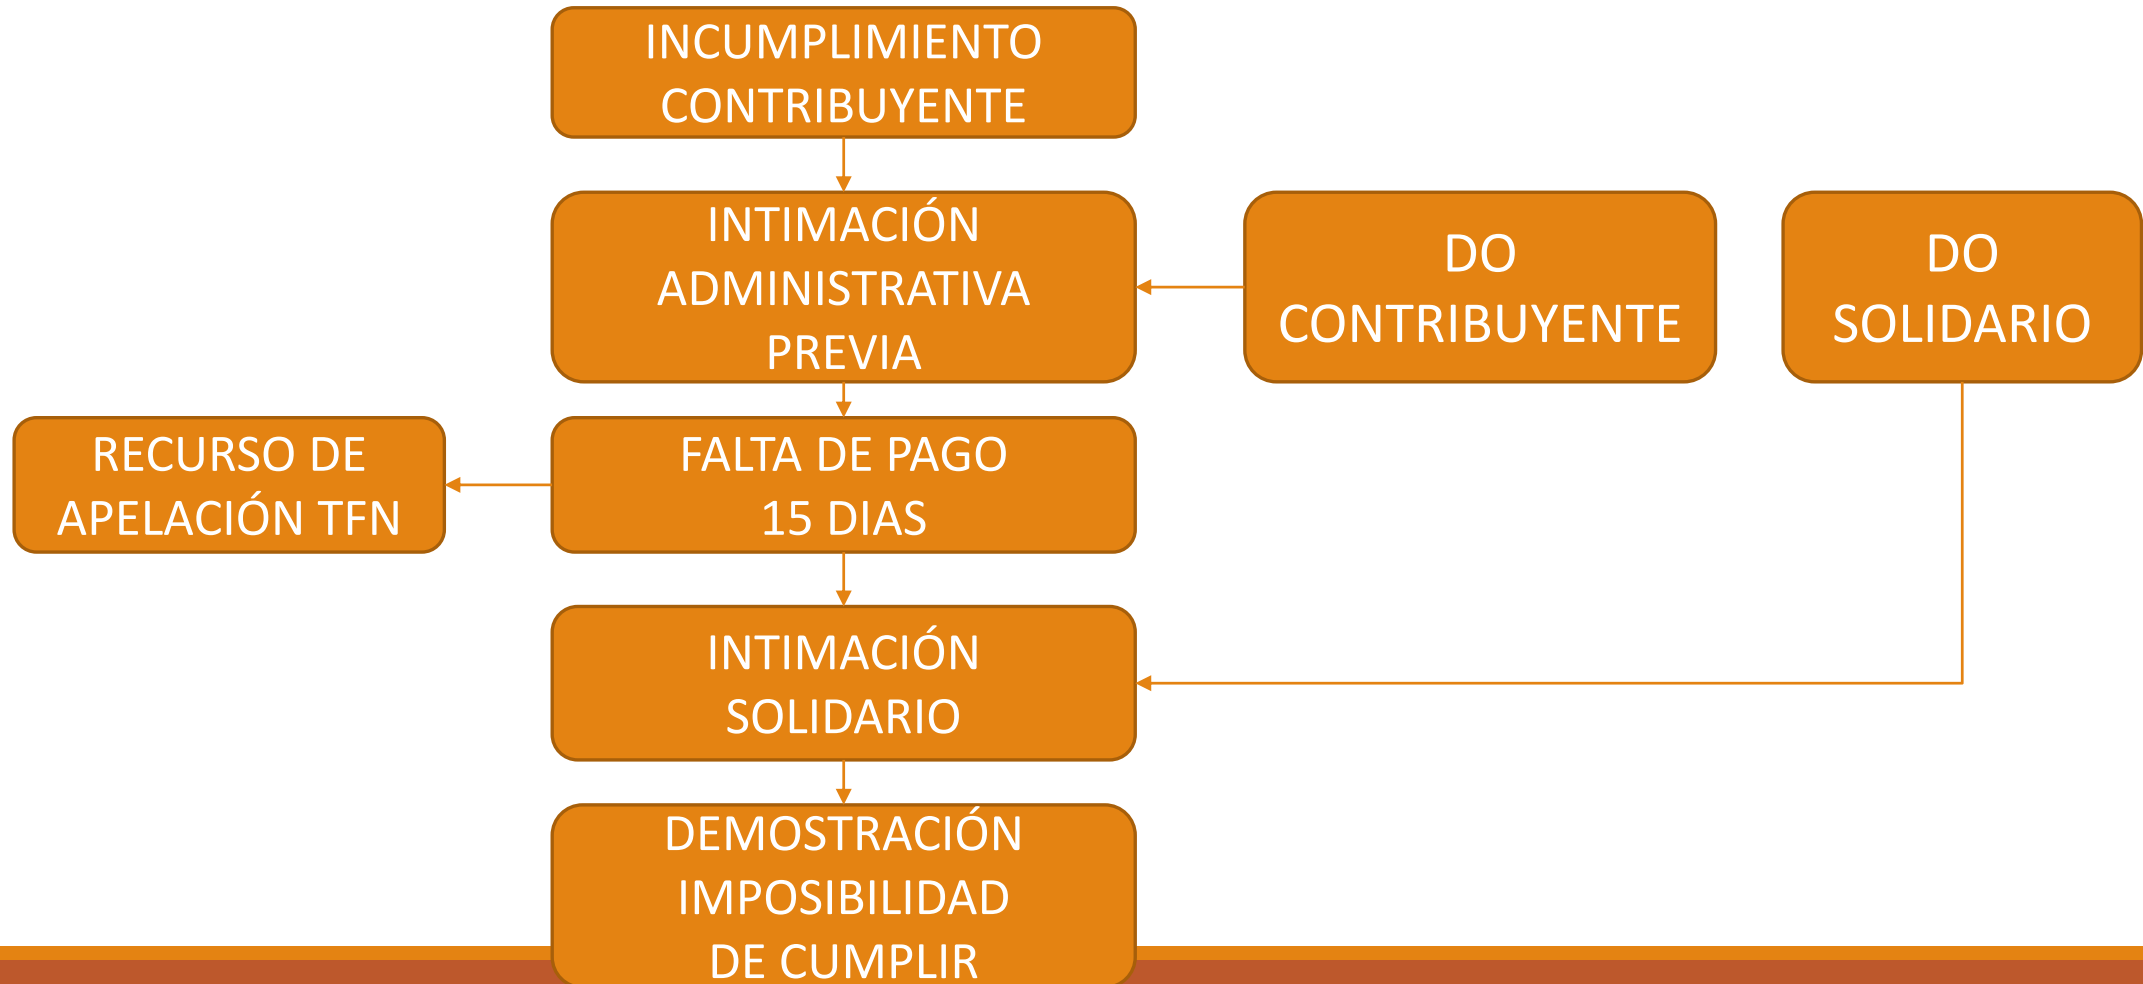 INCUMPLIMIENTO
CONTRIBUYENTE
INTIMACIÓN
ADMINISTRATIVA
PREVIA
DO
CONTRIBUYENTE
DO
SOLIDARIO
RECURSO DE
APELACIÓN TFN
FALTA DE PAGO
15 DIAS
INTIMACIÓN
SOLIDARIO
DEMOSTRACIÓN
IMPOSIBILIDAD
DE CUMPLIR